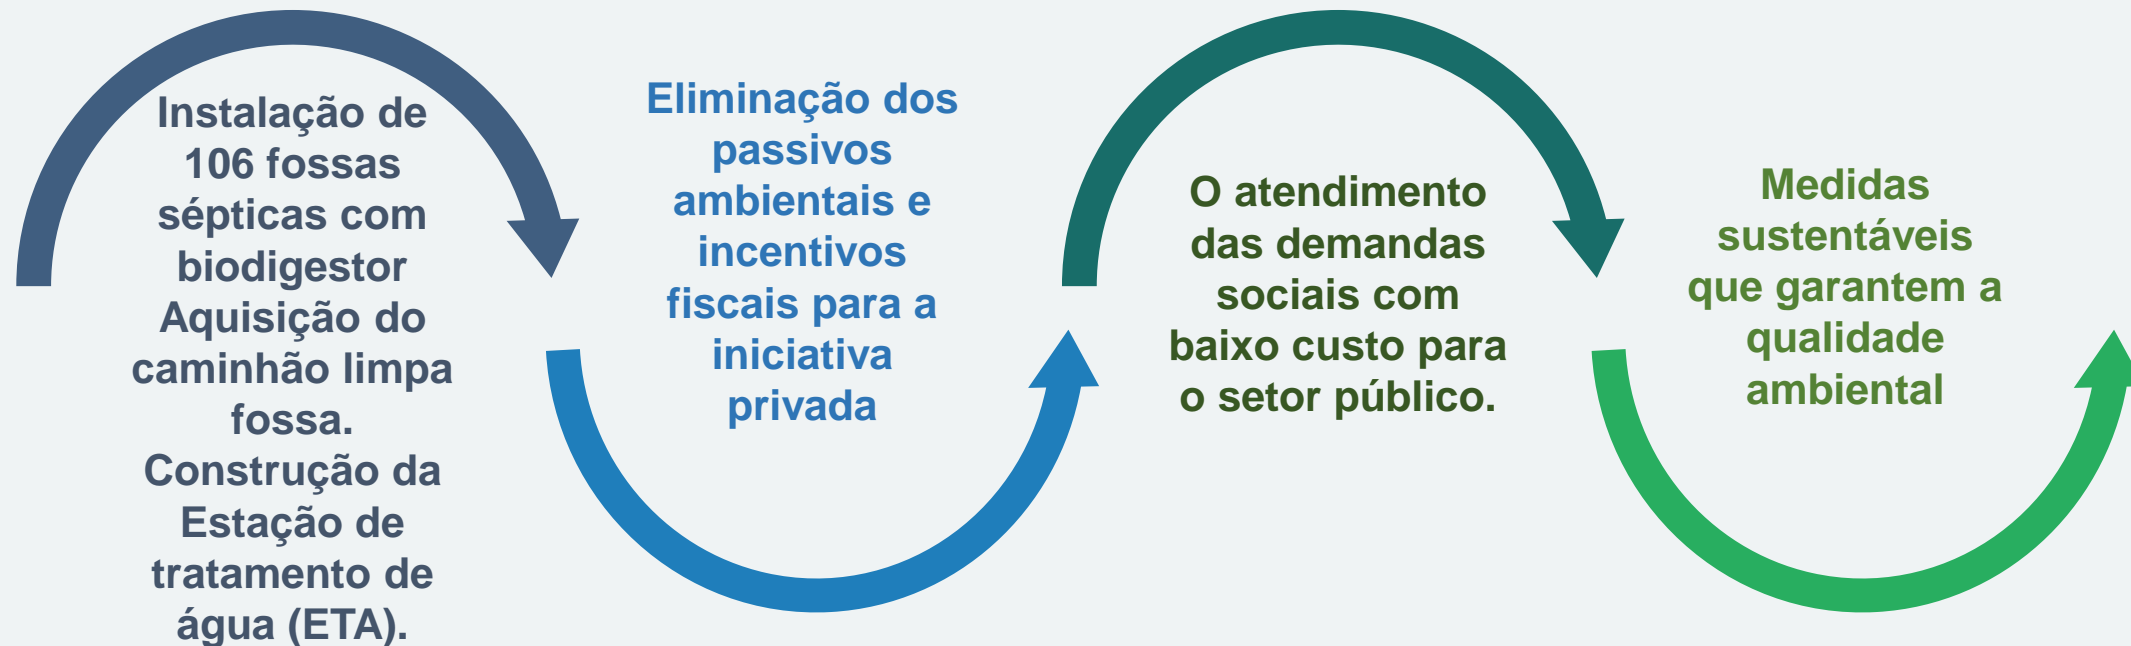 Instalação de
106 fossas
sépticas com
biodigestor
Aquisição do
caminhão limpa
fossa.
Construção da
Estação de
tratamento de
água (ETA).
Eliminação dos
passivos
ambientais e
incentivos
fiscais para a
iniciativa
privada
O atendimento
das demandas
sociais com
baixo custo para
o setor público.
Medidas
sustentáveis
que garantem a
qualidade
ambiental